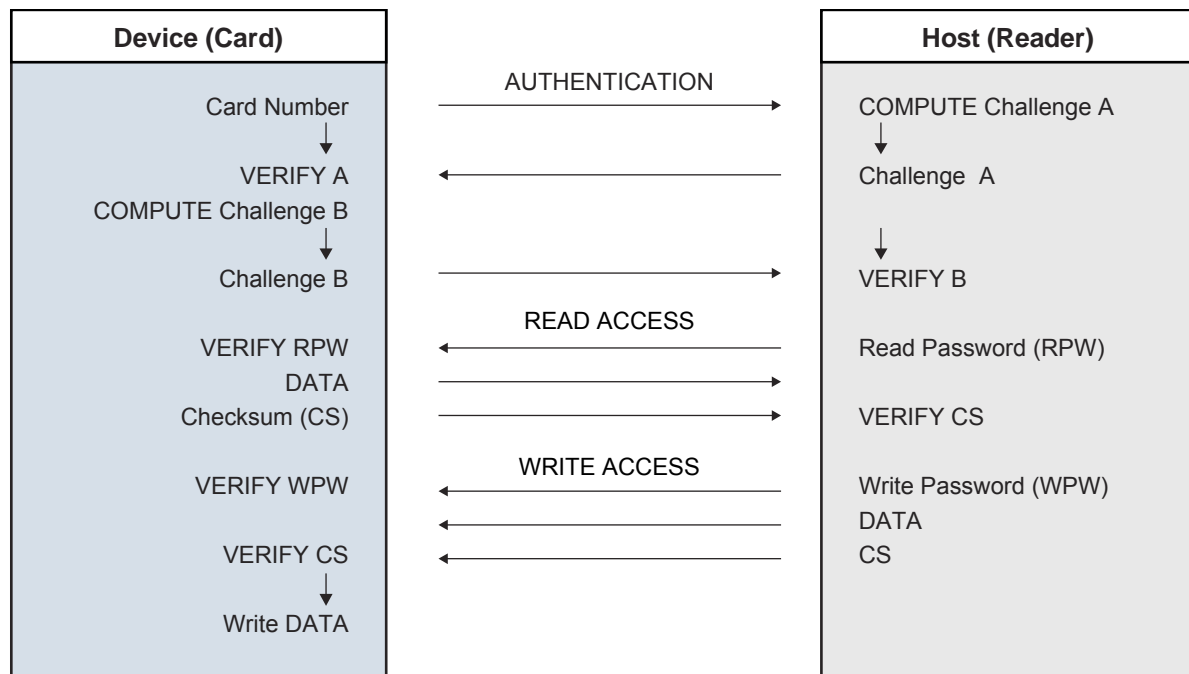 Device (Card)
Host (Reader)
AUTHENTICATION
Card Number
COMPUTE Challenge A
VERIFY A
Challenge A
COMPUTE Challenge B
Challenge B
VERIFY B
READ ACCESS
VERIFY RPW
Read Password (RPW)
DATA
Checksum (CS)
VERIFY CS
WRITE ACCESS
VERIFY WPW
Write Password (WPW)
DATA
VERIFY CS
CS
Write DATA